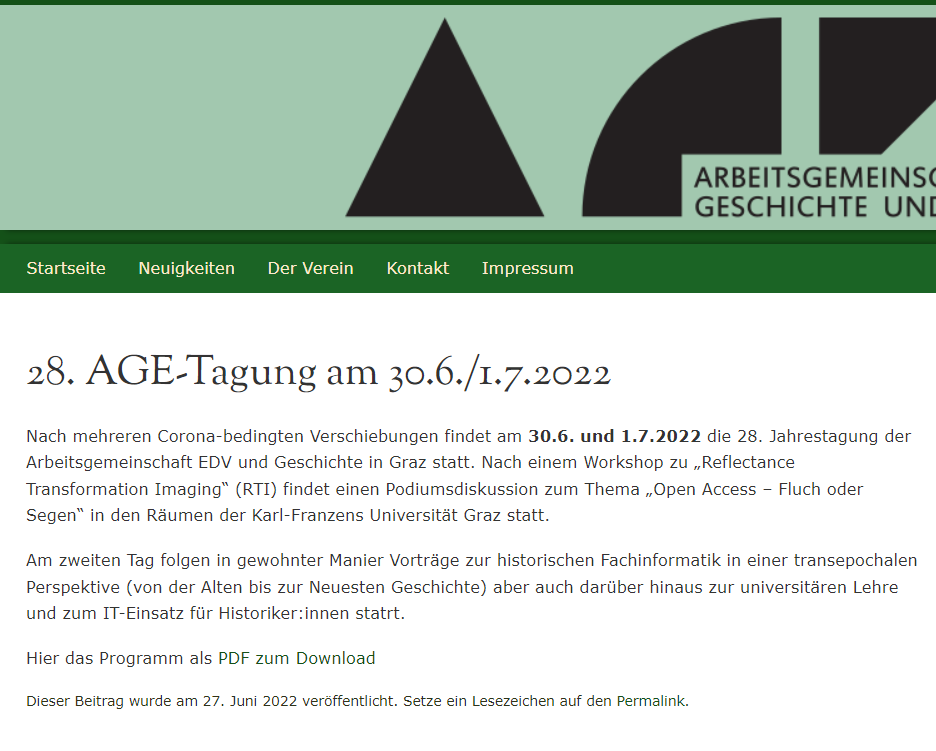 ARBEITSGEMEINSC
GESCHICHTE UND
Startseite Neuigkeiten Der Verein Kontakt Impressum
28. AGE-Tagung am 30.6./1.7.2022
Nach mehreren Corona-bedingten Verschiebungen findet am 30.6. und 1.7.2022 die 28. Jahrestagung der
Arbeitsgemeinschaft EDV und Geschichte in Graz statt. Nach einem Workshop zu „Reflectance
Transformation Imaging“ (RTI) findet einen Podiumsdiskussion zum Thema „Open Access – Fluch oder
Segen“ in den Räumen der Karl-Franzens Universität Graz statt.
Am zweiten Tag folgen in gewohnter Manier Vorträge zur historischen Fachinformatik in einer transepochalen
Perspektive (von der Alten bis zur Neuesten Geschichte) aber auch darüber hinaus zur universitären Lehre
und zum IT-Einsatz für Historiker:innen statrt.
Hier das Programm als PDF zum Download
Dieser Beitrag wurde am 27. Juni 2022 veröffentlicht. Setze ein Lesezeichen auf den Permalink.